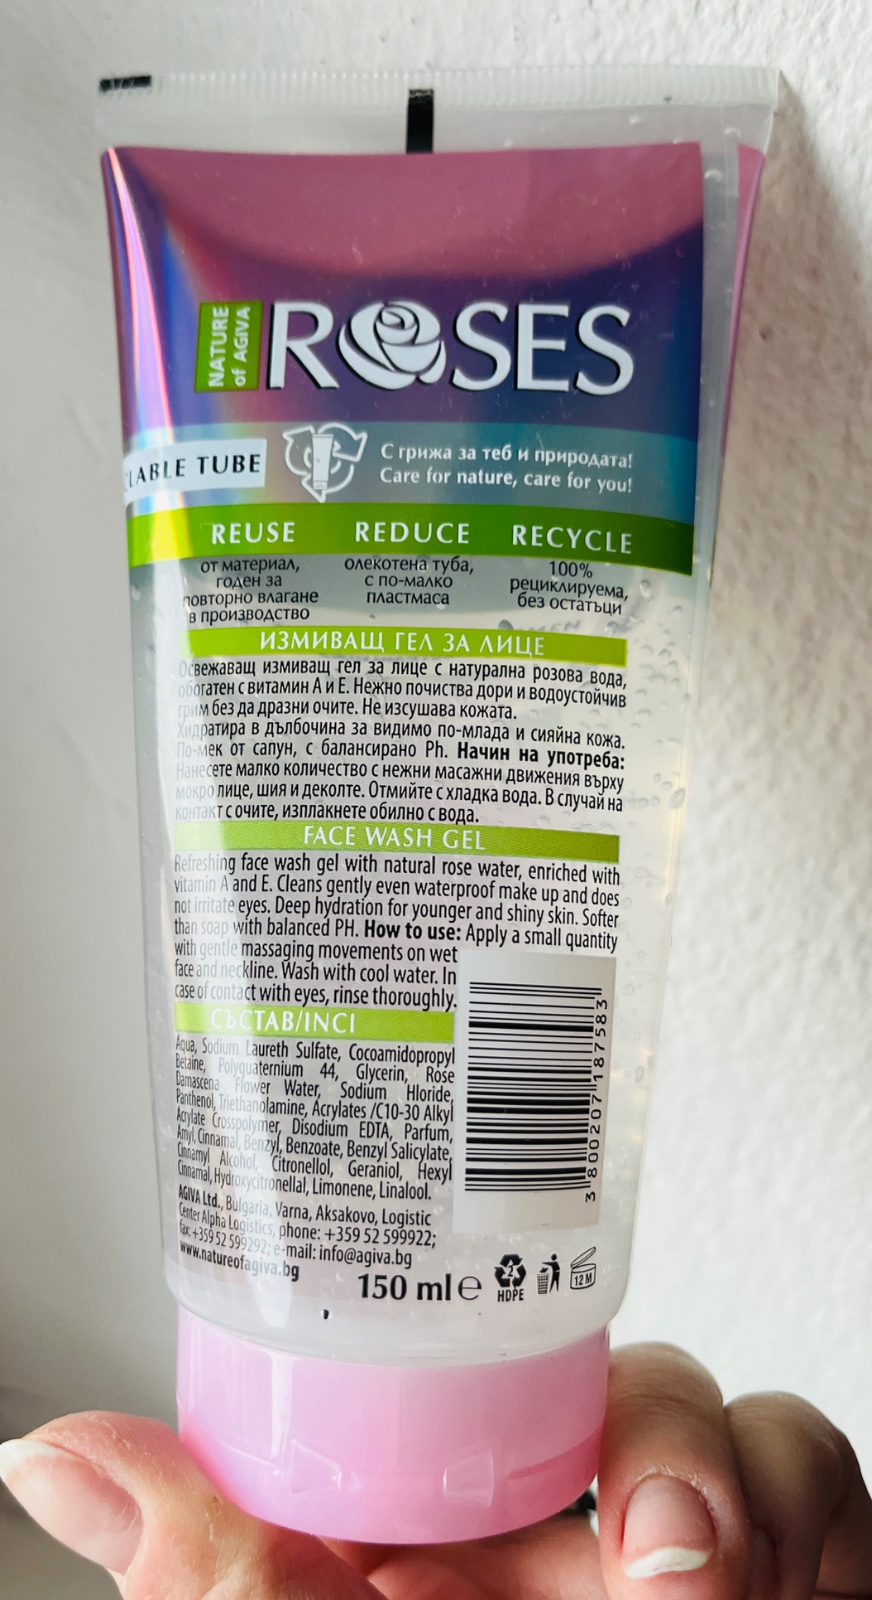 NATURE
of AGIVA
ROSES
LABLE TUBE
С грижа за теб и природата!
Care for nature, care for you!
REUSE REDUCE RECYCLE
от материал,
годен за
повторно влагане
в производство
олекотена туба,
с по-малко
пластмаса
100%
рециклируема,
без остатъци
ИЗМИВАЩ ГЕЛ ЗА ЛИЦЕ
Освежаващ измиващ гел за лице с натурална розова вода,
обогатен с витамин А и Е. Нежно почиства дори и водоустойчив
грим без да дразни очите. Не изсушава кожата.
Хидратира в дълбочина за видимо по-млада и сияйна кожа.
По-мек от сапун, с балансирано Ph. Начин на употреба:
Нанесете малко количество с нежни масажни движения върху
мокро лице, шия и деколте. Отмийте с хладка вода. В случай на
контакт с очите, изплакнете обилно с вода.
FACE WASH GEL
Refreshing face wash gel with natural rose water, enriched with
vitamin A and E. Cleans gently even waterproof make up and does
not irritate eyes. Deep hydration for younger and shiny skin. Softer
than soap with balanced PH. How to use: Apply a small quantity
with gentle massaging movements on wet
face and neckline. Wash with cool water. In
case of contact with eyes, rinse thoroughly.
СЪСТАВ/INCI
Aqua, Sodium Laureth Sulfate, Cocoamidopropyl
Betaine, Polyquaternium 44, Glycerin, Rose
Damascena Flower Water, Sodium Hloride,
Panthenol, Triethanolamine, Acrylates /C10-30 Alkyl
Acrylate Crosspolymer, Disodium EDTA, Parfum,
Amyl, Cinnamal, Benzyl, Benzoate, Benzyl Salicylate,
Cinnamyl Alcohol, Citronellol, Geraniol, Hexyl
Cinnamal, Hydroxycitronellal, Limonene, Linalool.
AGIVA Ltd., Bulgaria, Varna, Aksakovo, Logistic
Center Alpha Logistics, phone: +359 52 599922;
fax: +359 52 599292; e-mail: info@agiva.bg
www.natureofagiva.bg
3 800207 187583
150 ml e
2
HDPE
12 M